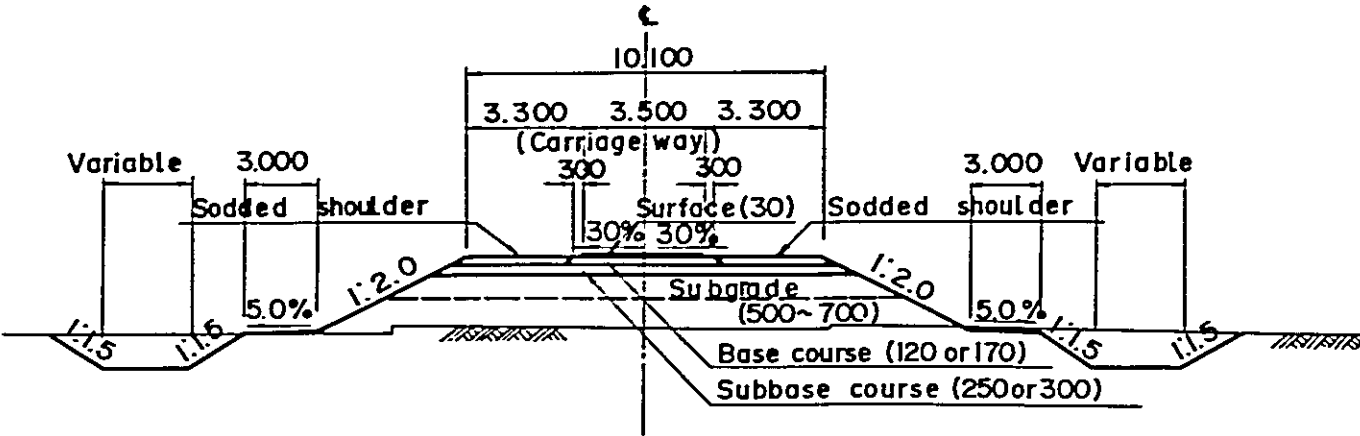 ℄
10.100
3.300 3.500 3.300
(Carriage way)
Variable 3.000 300 300 3.000 Variable
Sodded shoulder Surface (30) Sodded shoulder
30% 30%
1:2.0 1:2.0
Subgrade
5.0% (500~700) 5.0%
1:1.5 1:1.5 1:1.5 1:1.5
Base course (120 or 170)
Subbase course (250 or 300)